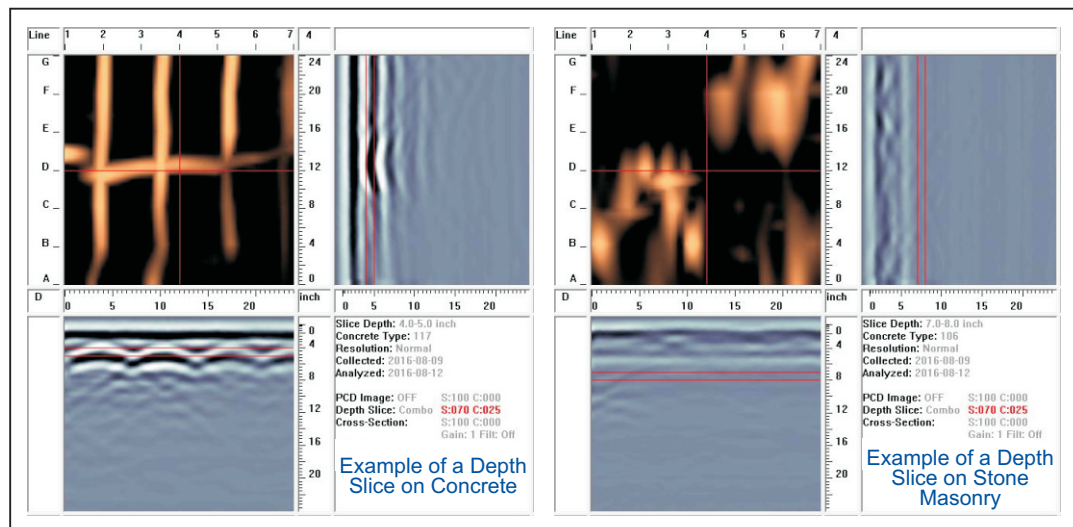 Line 1 2 3 4 5 6 7 4
G F E D C B A
24 20 16 12 8 4 0
0 5 10 15 20
D 0 5 10 15 20 inch
0 4 8 12 16 20
Slice Depth: 4.0-5.0 inch
Concrete Type: 117
Resolution: Normal
Collected: 2016-08-09
Analyzed: 2016-08-12
PCD Image: OFF S:100 C:000
Depth Slice: Combo S:070 C:025
Cross-Section: S:100 C:000
Gain: 1 Filt: Off
Example of a Depth
Slice on Concrete
Line 1 2 3 4 5 6 7 4
G F E D C B A
24 20 16 12 8 4 0
0 5 10 15 20
D 0 5 10 15 20 inch
0 4 8 12 16 20
Slice Depth: 7.0-8.0 inch
Concrete Type: 106
Resolution: Normal
Collected: 2016-08-09
Analyzed: 2016-08-12
PCD Image: OFF S:100 C:000
Depth Slice: Combo S:070 C:025
Cross-Section: S:100 C:000
Gain: 1 Filt: Off
Example of a Depth
Slice on Stone
Masonry